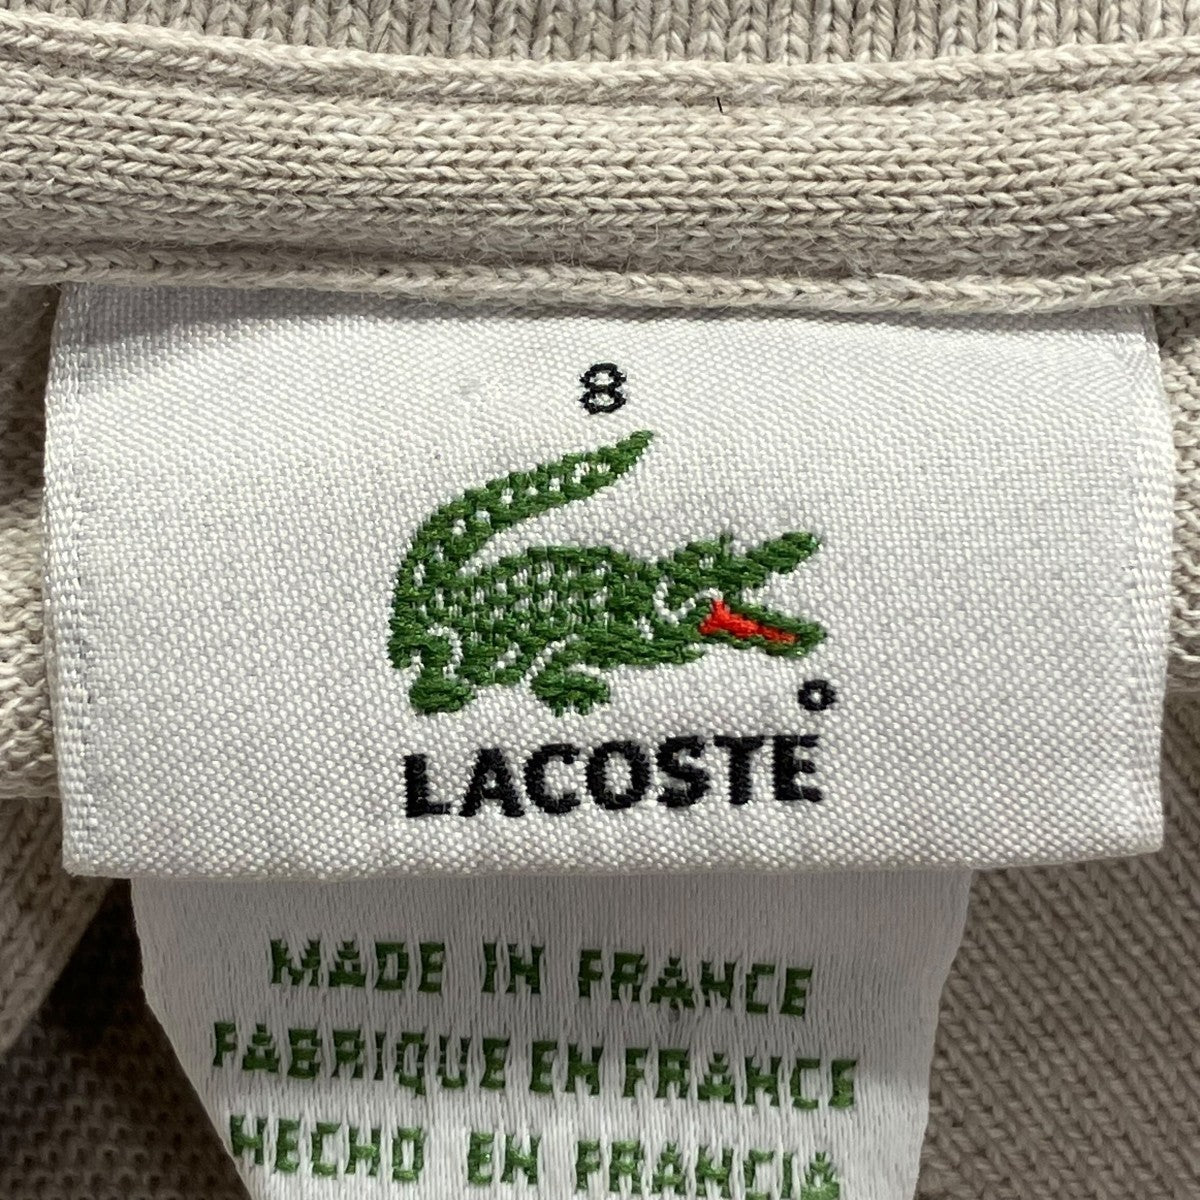 8
LACOSTE
MADE IN FRANCE
FABRIQUE EN FRANCE
HECHO EN FRANCIA